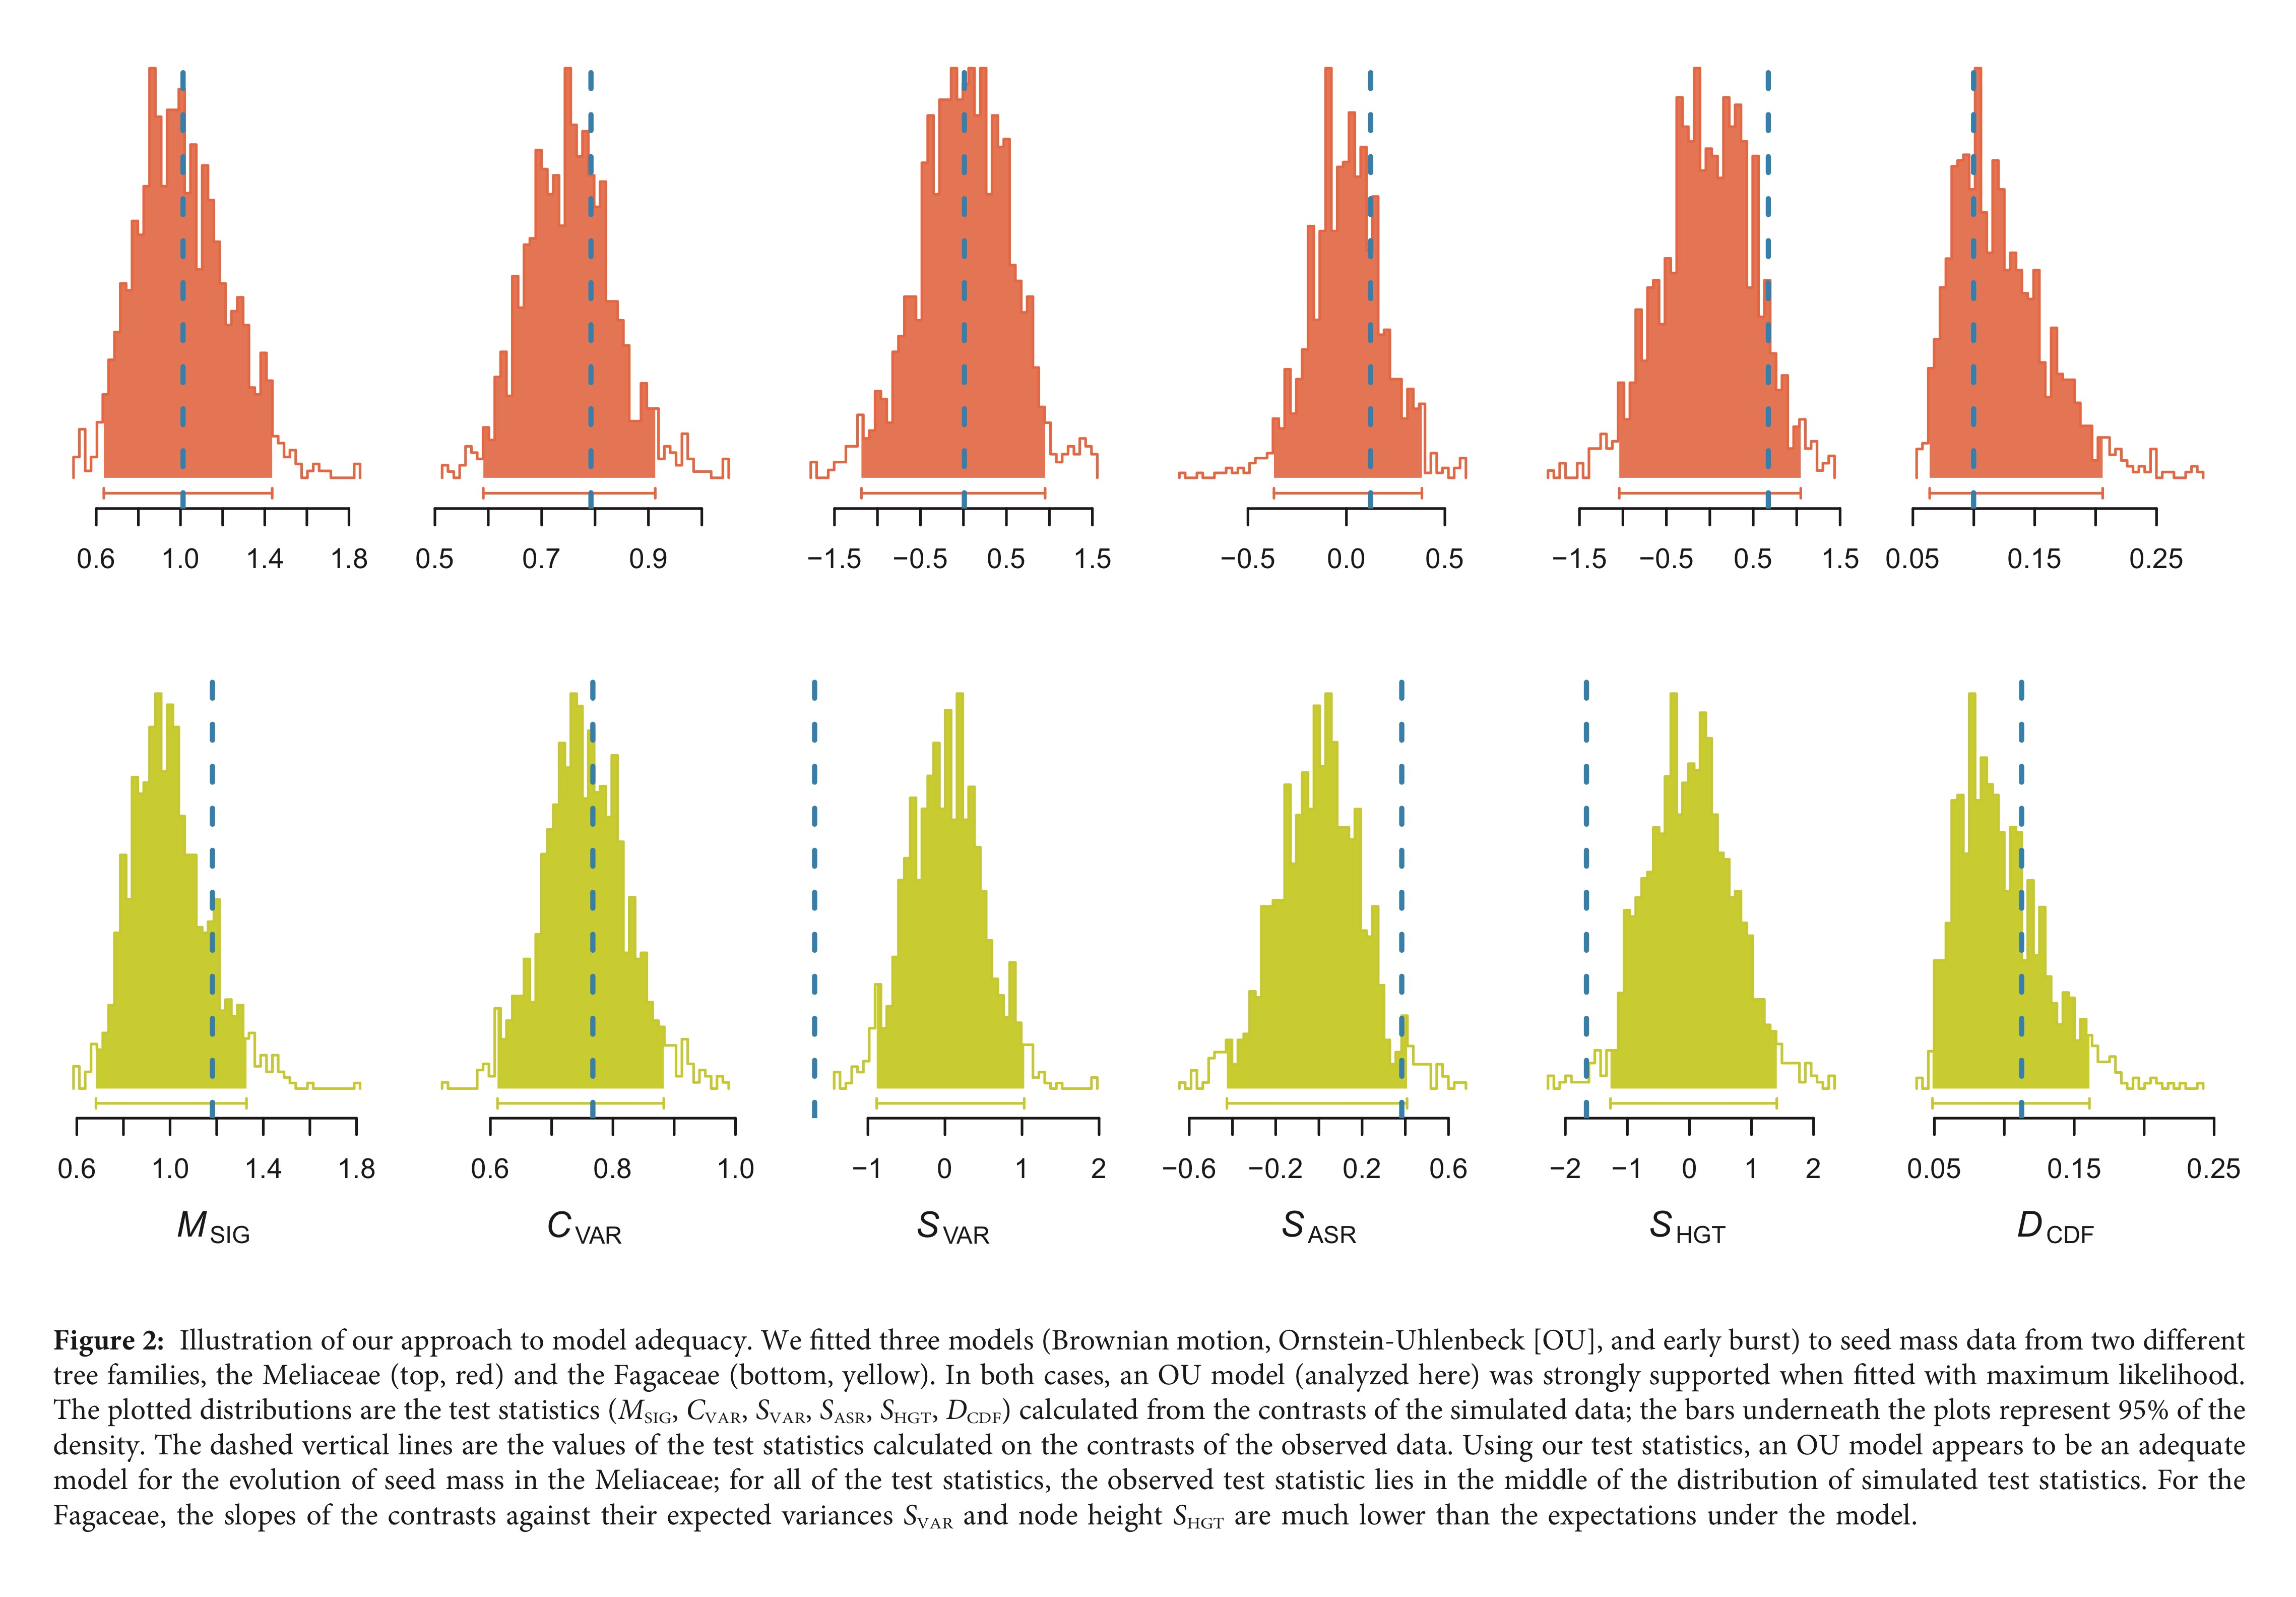 0.6 1.0 1.4 1.8 0.5 0.7 0.9 −1.5 −0.5 0.5 1.5 −0.5 0.0 0.5 −1.5 −0.5 0.5 1.5 0.05 0.15 0.25
0.6 1.0 1.4 1.8 0.6 0.8 1.0 −1 0 1 2 −0.6 −0.2 0.2 0.6 −2 −1 0 1 2 0.05 0.15 0.25
M SIG C VAR S VAR S ASR S HGT D CDF
Figure 2: Illustration of our approach to model adequacy. We fitted three models (Brownian motion, Ornstein-Uhlenbeck [OU], and early burst) to seed mass data from two different
tree families, the Meliaceae (top, red) and the Fagaceae (bottom, yellow). In both cases, an OU model (analyzed here) was strongly supported when fitted with maximum likelihood.
The plotted distributions are the test statistics (MSIG, CVAR, SVAR, SASR, SHGT, DCDF) calculated from the contrasts of the simulated data; the bars underneath the plots represent 95% of the
density. The dashed vertical lines are the values of the test statistics calculated on the contrasts of the observed data. Using our test statistics, an OU model appears to be an adequate
model for the evolution of seed mass in the Meliaceae; for all of the test statistics, the observed test statistic lies in the middle of the distribution of simulated test statistics. For the
Fagaceae, the slopes of the contrasts against their expected variances SVAR and node height SHGT are much lower than the expectations under the model.